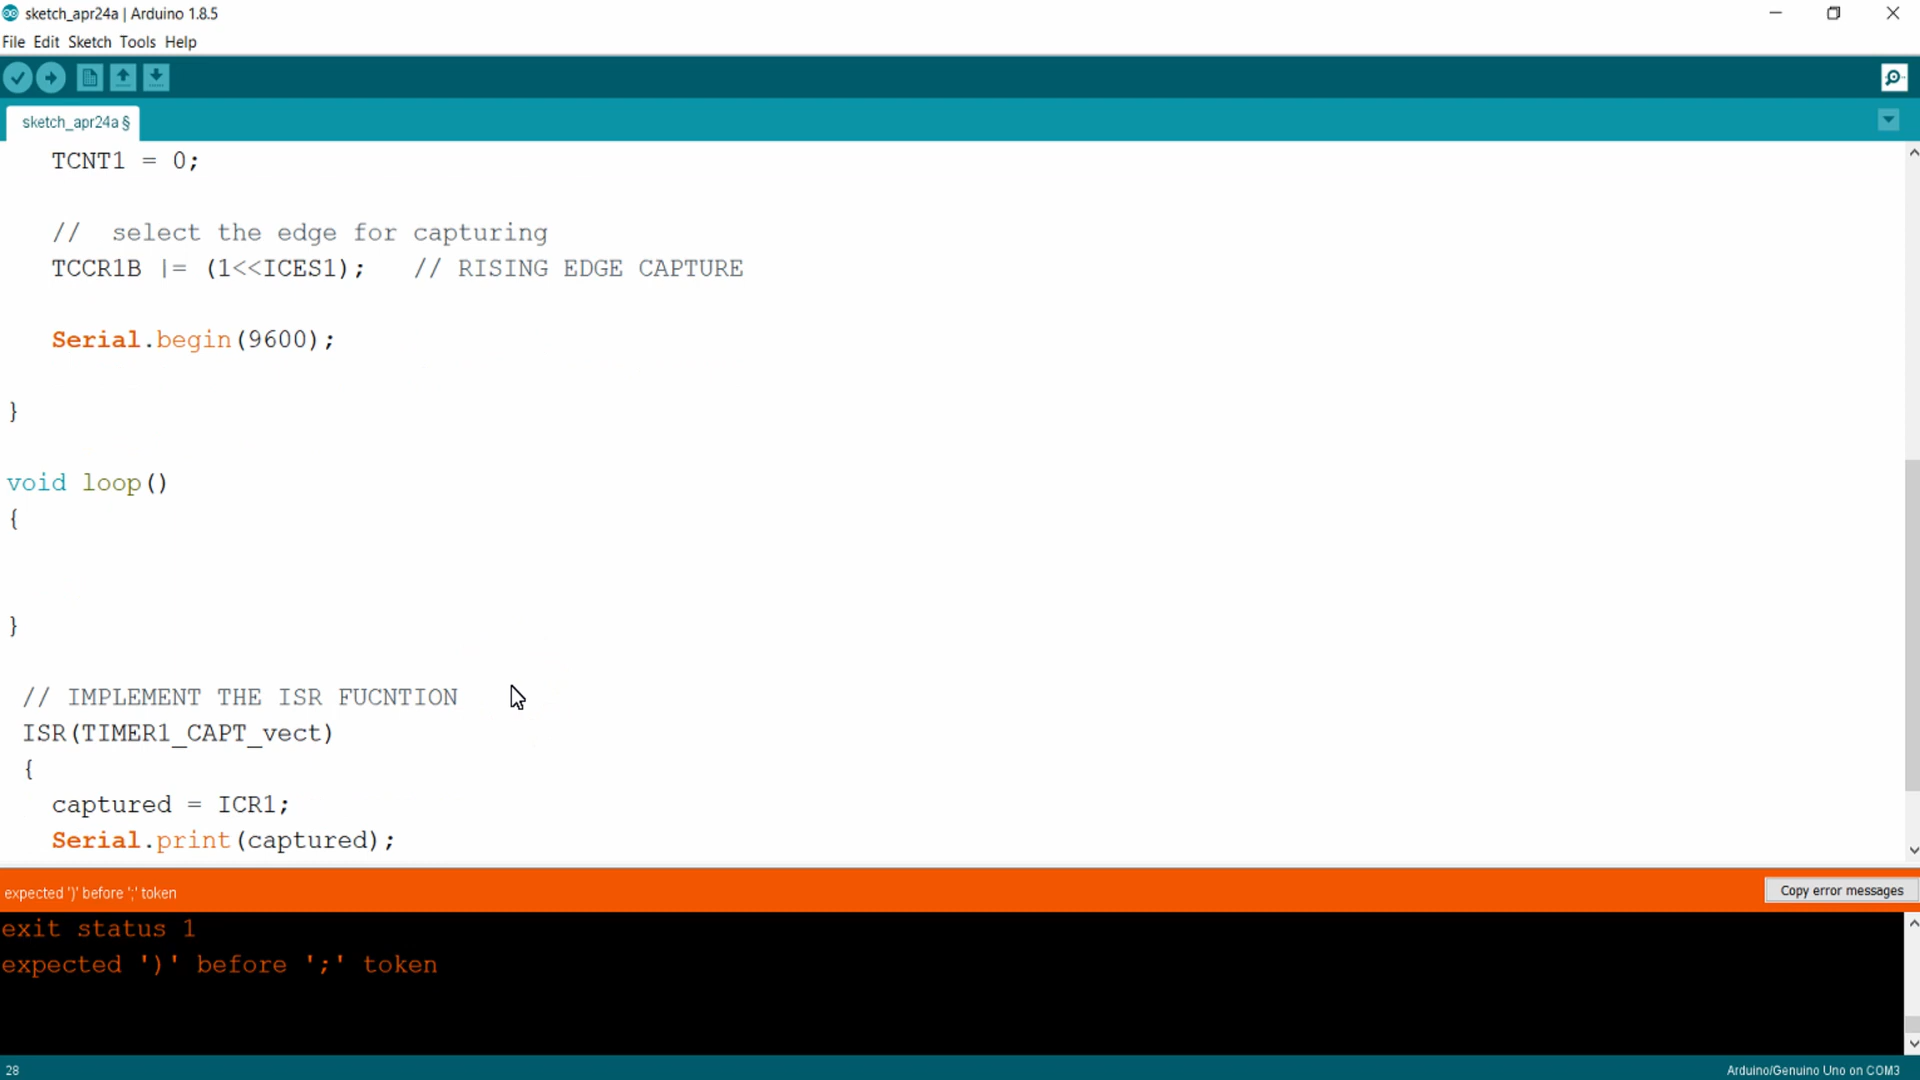 sketch_apr24a | Arduino 1.8.5
File Edit Sketch Tools Help
sketch_apr24a §
TCNT1 = 0;
//  select the edge for capturing
TCCR1B |= (1<<ICES1);   // RISING EDGE CAPTURE
Serial.begin(9600);
}
void loop()
{
}
// IMPLEMENT THE ISR FUCNTION
ISR(TIMER1_CAPT_vect)
{
captured = ICR1;
Serial.print(captured);
expected ')' before ';' token
Copy error messages
exit status 1
expected ')' before ';' token
28
Arduino/Genuino Uno on COM3